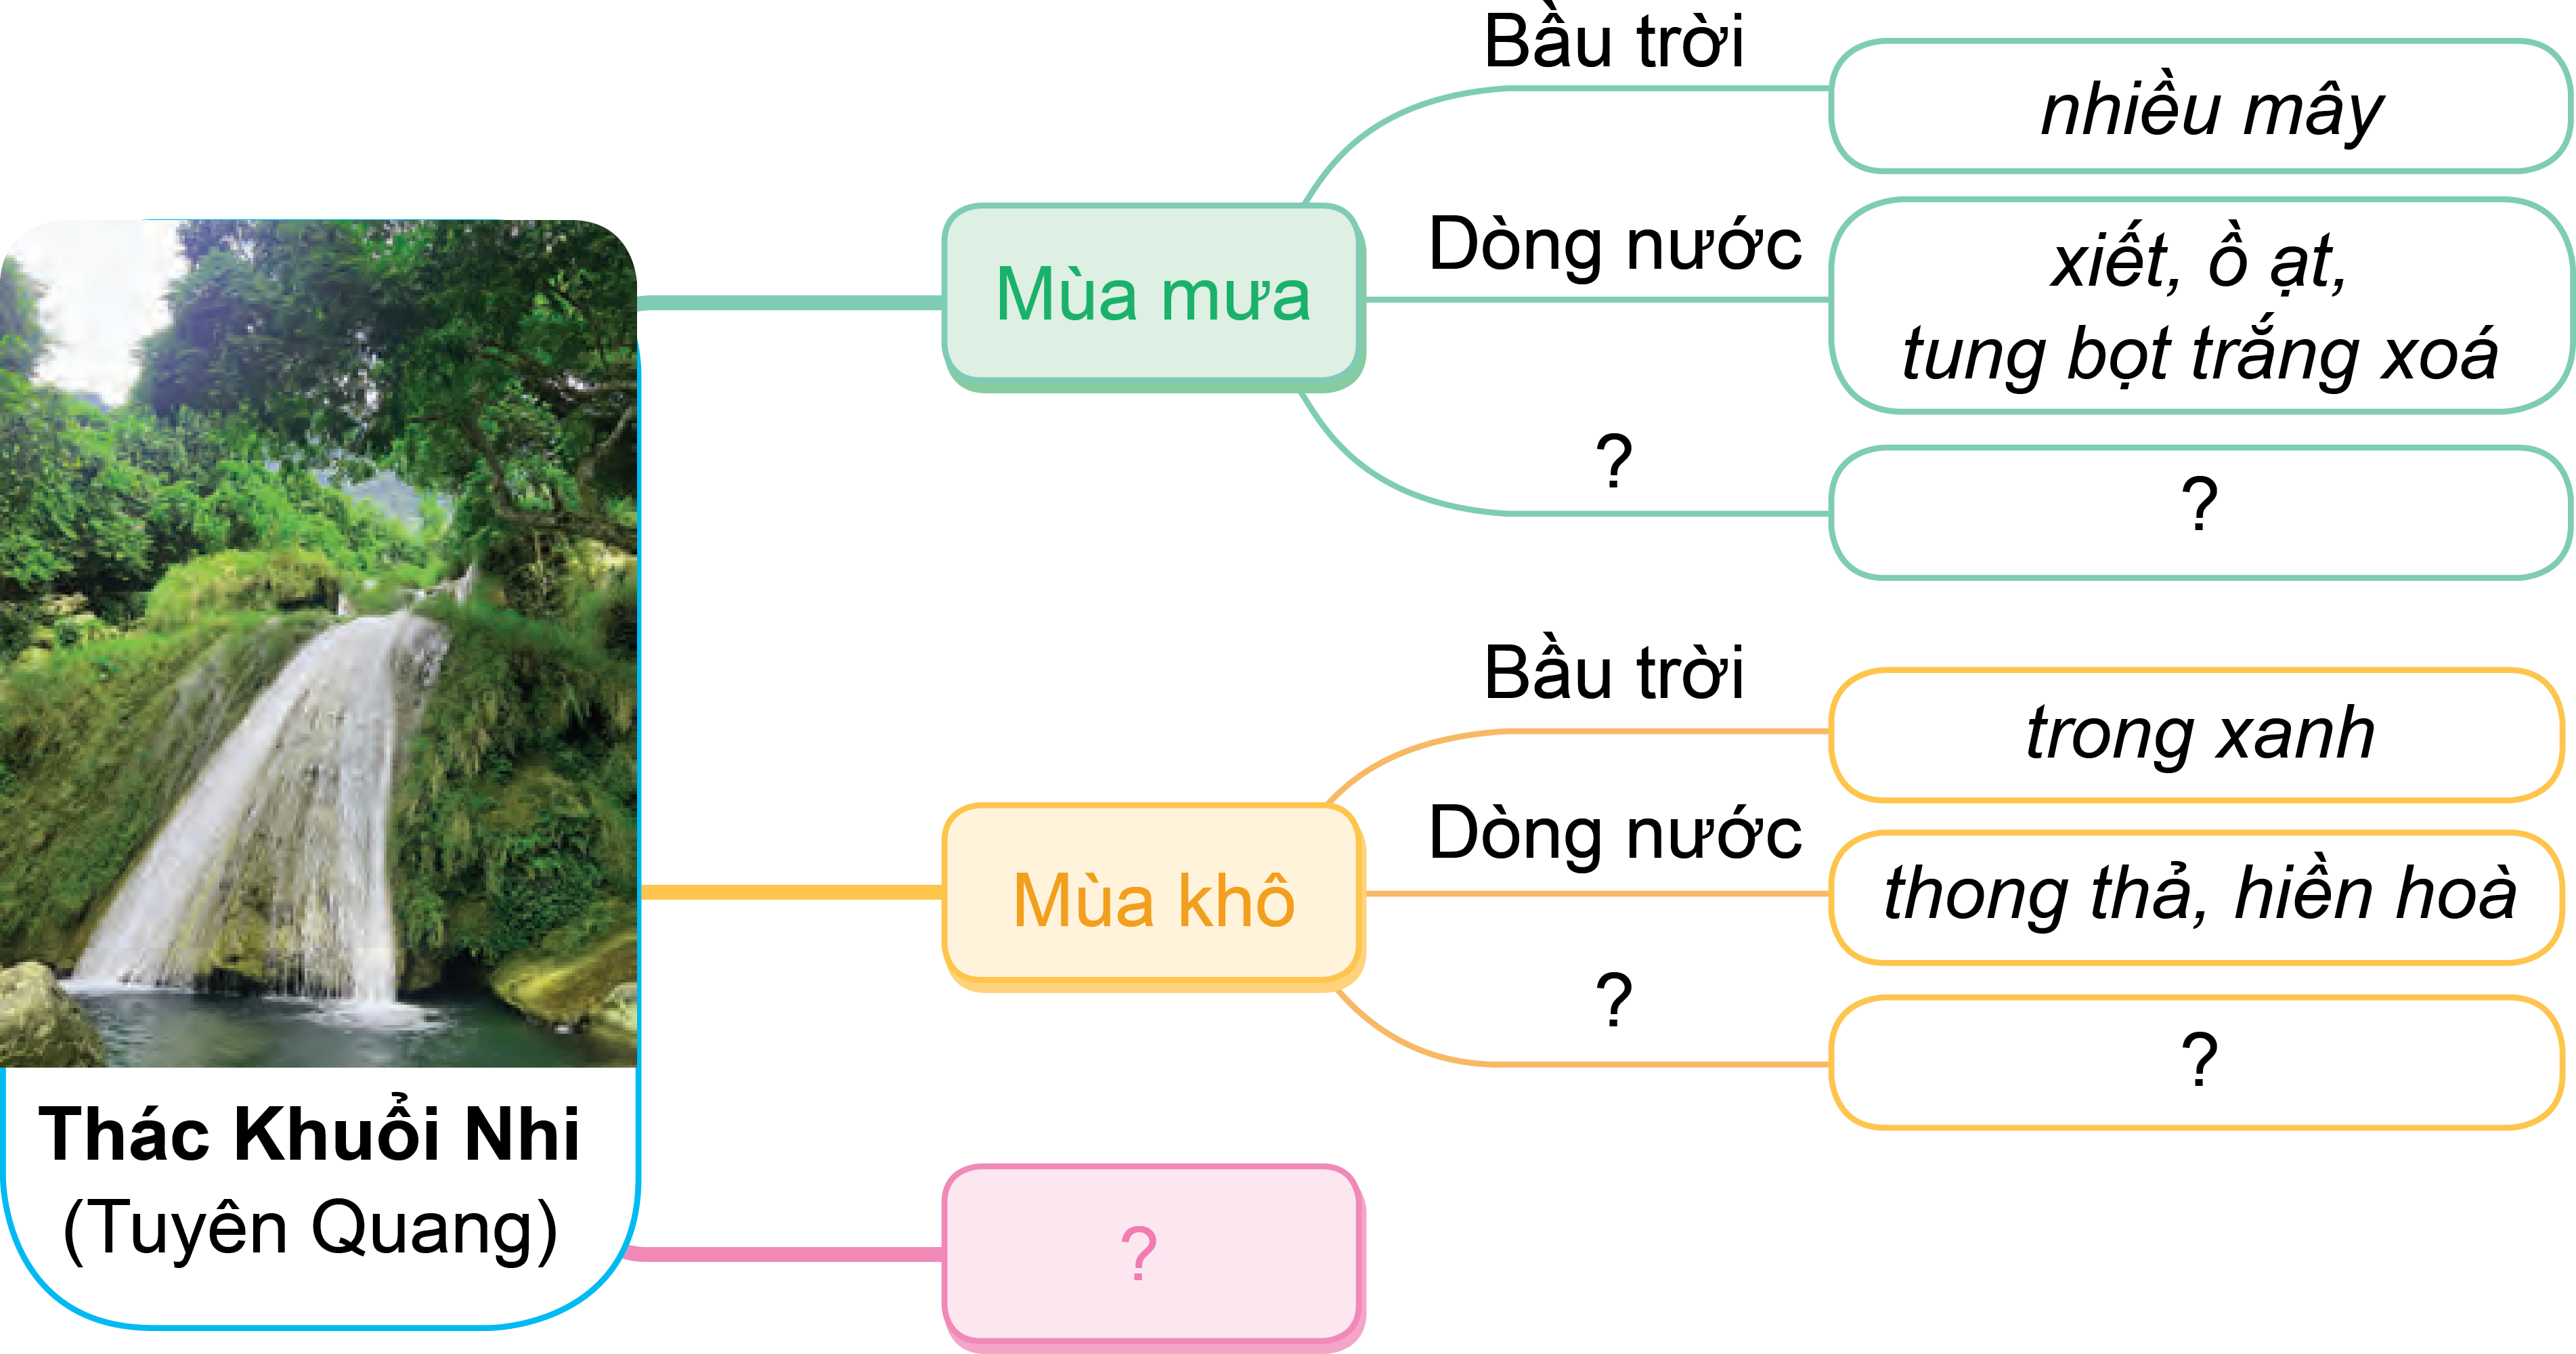 Bầu trời
nhiều mây
Mùa mưa
Dòng nước
xiết, ồ ạt,
tung bọt trắng xoá
?
?
Bầu trời
trong xanh
Mùa khô
Dòng nước
thong thả, hiền hoà
?
?
Thác Khuổi Nhi
(Tuyên Quang)
?